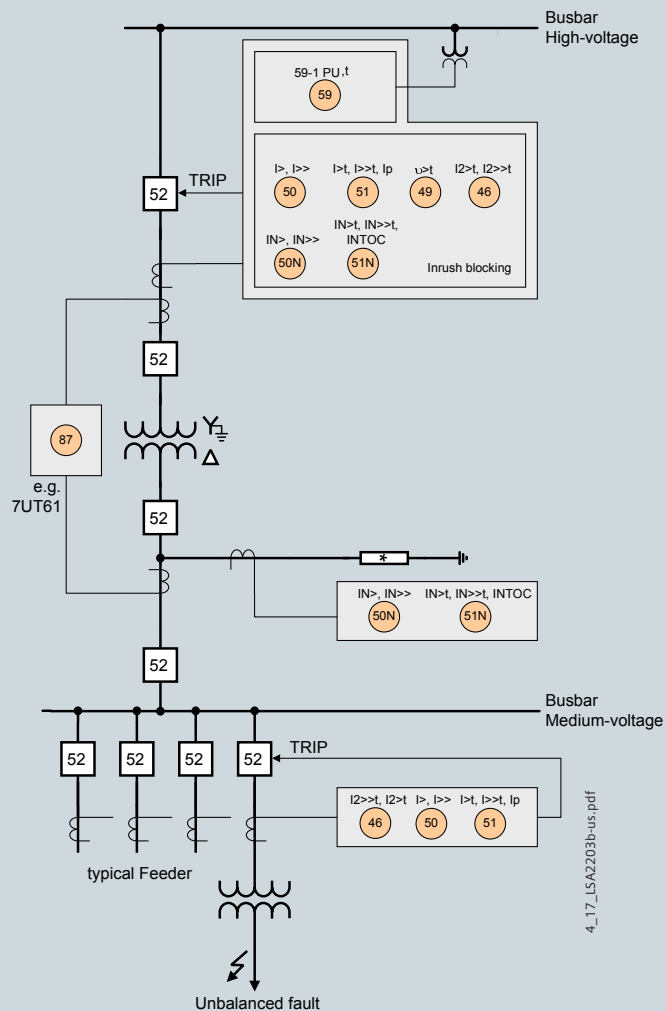 Busbar
High-voltage
59-1 PU,t
59
I>, I>>
I>t, I>>t, Ip
ʋ>t
I2>t, I2>>t
50
51
49
46
52
TRIP
IN>, IN>>
IN>t, IN>>t,
INTOC
50N
51N
Inrush blocking
52
87
e.g.
7UT61
52
*
IN>, IN>>
IN>t, IN>>t, INTOC
50N
51N
52
Busbar
Medium-voltage
52
52
52
52
TRIP
I2>>t, I2>t
I>, I>>
I>t, I>>t, Ip
46
50
51
typical Feeder
Unbalanced fault
4_17_LSA2203b-us.pdf